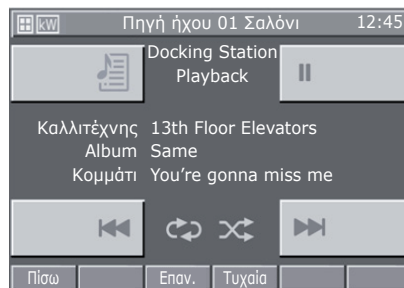 kW Πηγή ήχου 01 Σαλόνι 12:45
Docking Station
Playback
Καλλιτέχνης 13th Floor Elevators
Album Same
Κομμάτι You're gonna miss me
Πίσω Επαν. Τυχαία